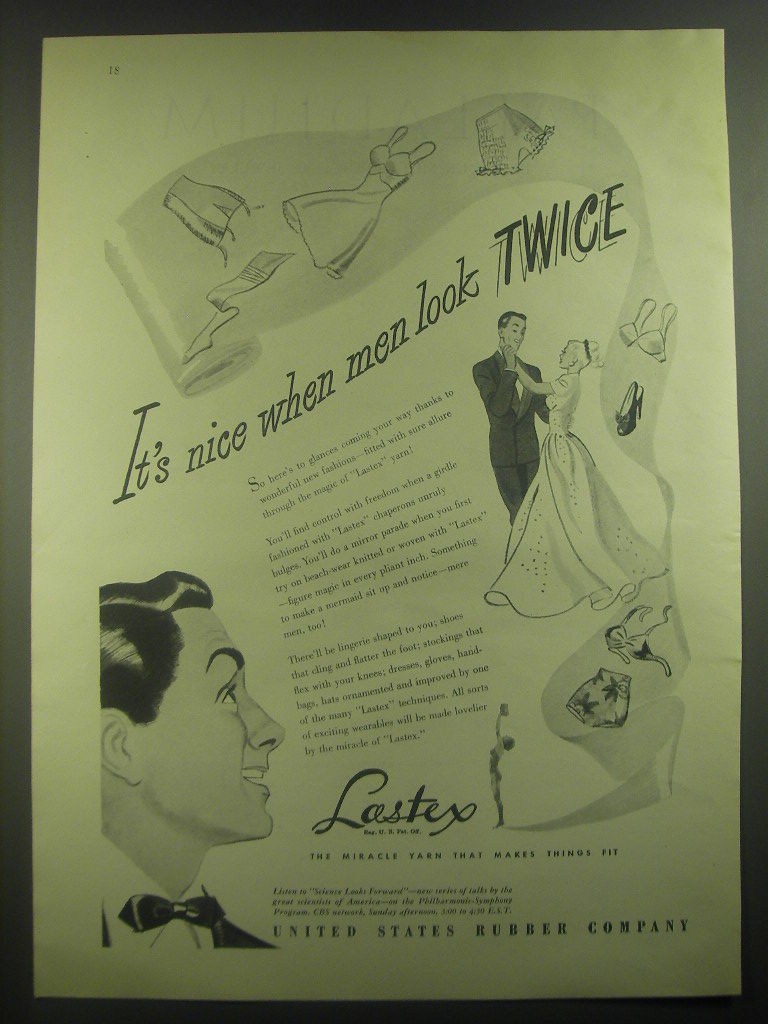 18
It's nice when men look TWICE
So here's to glances coming your way thanks to
wonderful new fashions—fitted with sure allure
through the magic of "Lastex" yarn!
You'll find control with freedom when a girdle
fashioned with "Lastex" chaperons unruly
bulges. You'll do a mirror parade when you first
try on beach-wear knitted or woven with "Lastex"
—figure magic in every pliant inch. Something
to make a mermaid sit up and notice—mere
men, too!
There'll be lingerie shaped to you; shoes
that cling and flatter the foot; stockings that
flex with your knees; dresses, gloves, hand-
bags, hats ornamented and improved by one
of the many "Lastex" techniques. All sorts
of exciting wearables will be made lovelier
by the miracle of "Lastex."
Lastex
Reg. U. S. Pat. Off.
THE MIRACLE YARN THAT MAKES THINGS FIT
Listen to "Science Looks Forward"—new series of talks by the
great scientists of America—on the Philharmonic-Symphony
Program. CBS network, Sunday afternoon, 3:00 to 4:30 E.S.T.
UNITED STATES RUBBER COMPANY